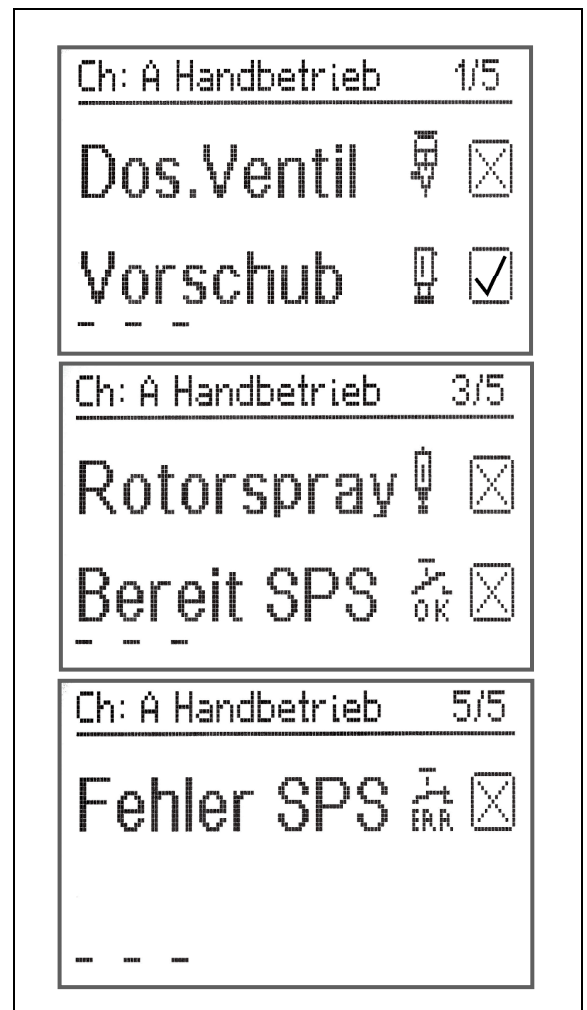 Ch: A Handbetrieb 1/5
Dos.Ventil
Vorschub
Ch: A Handbetrieb 3/5
Rotorspray
Bereit SPS OK
Ch: A Handbetrieb 5/5
Fehler SPS ERR